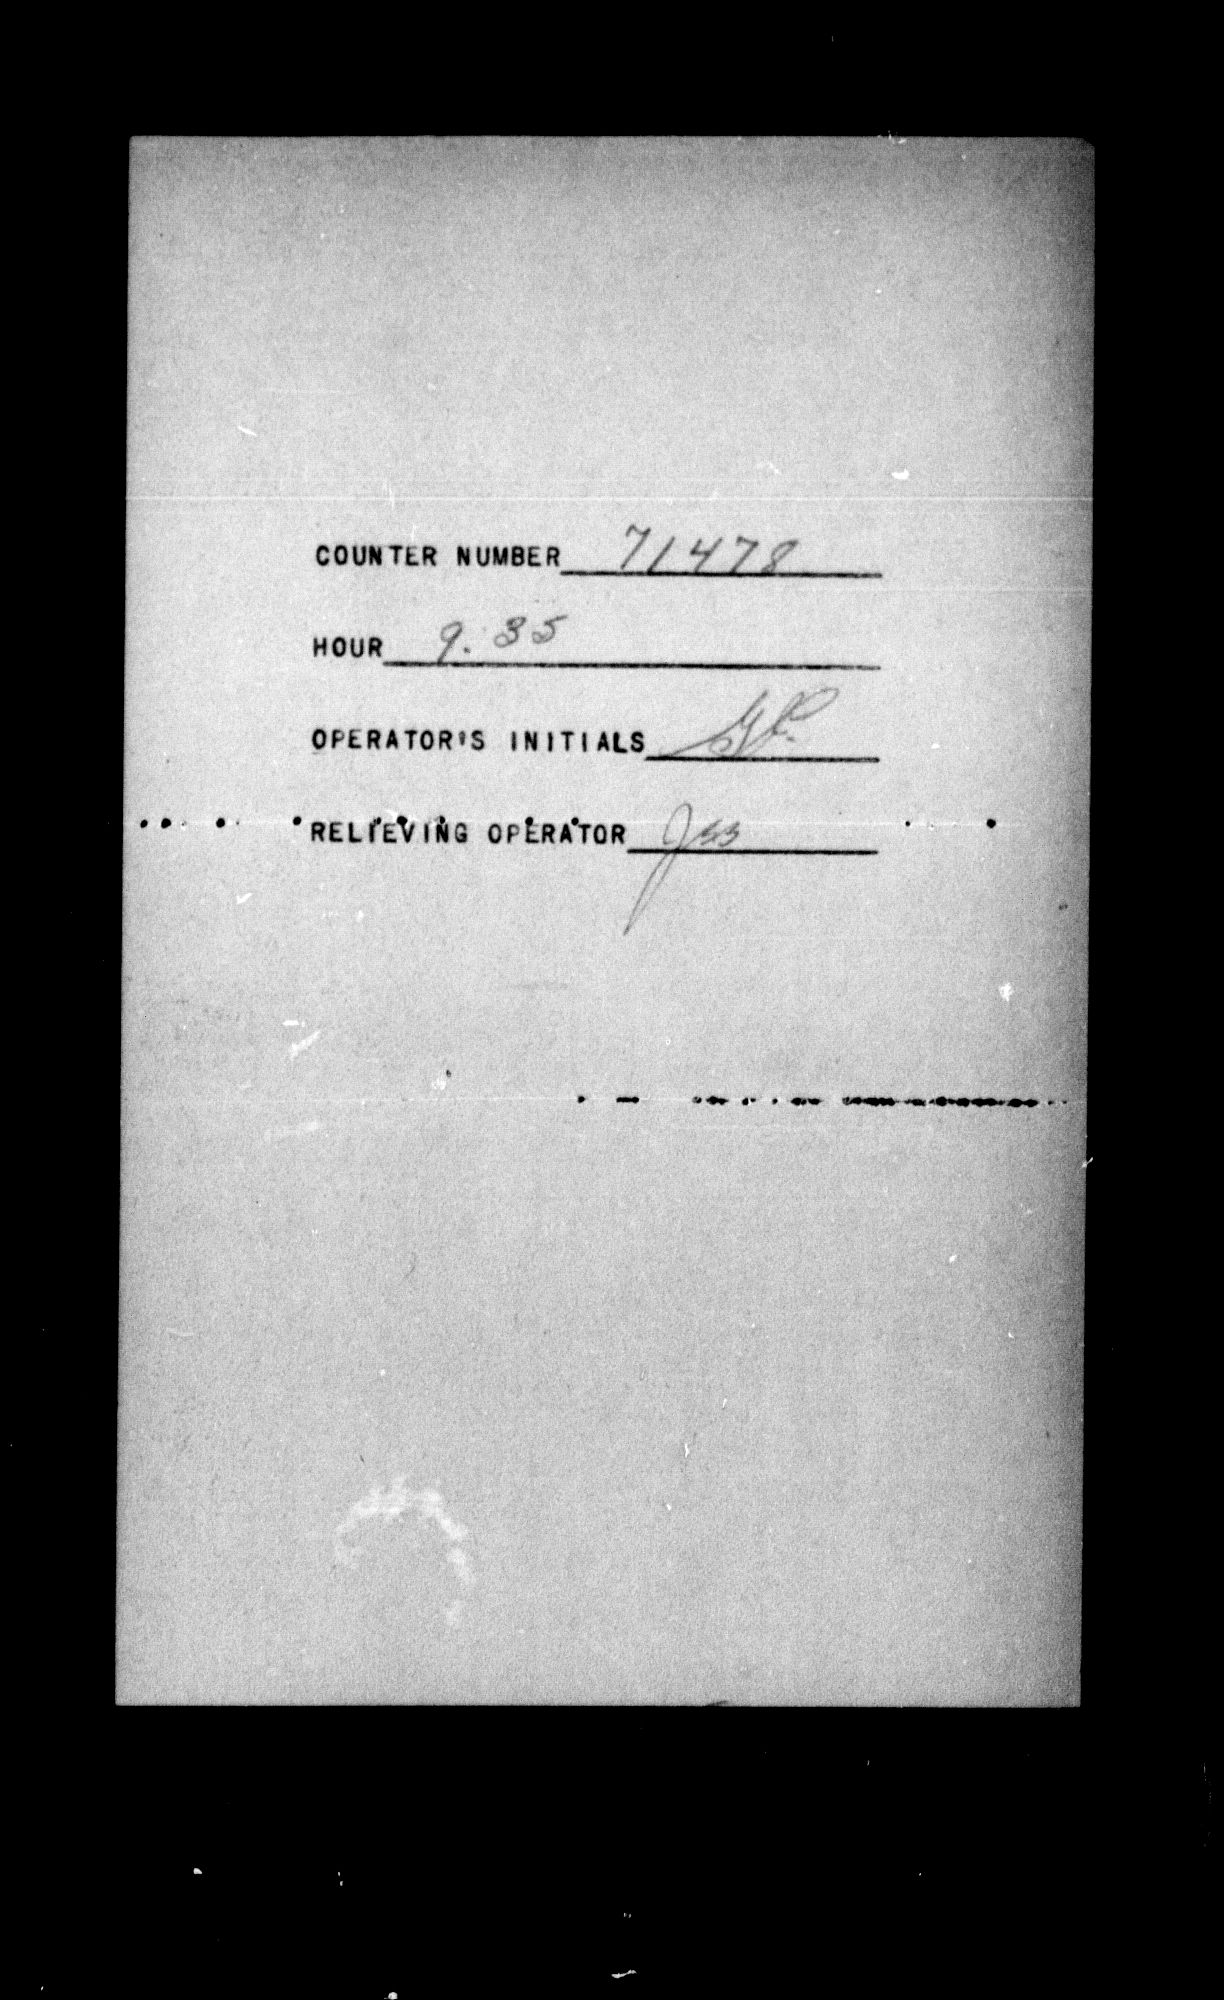 COUNTER NUMBER 71478
HOUR 9.35
OPERATOR'S INITIALS
RELIEVING OPERATOR